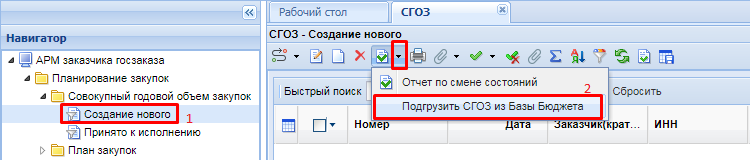 Навигатор
АРМ заказчика госзаказа
Планирование закупок
Совокупный годовой объем закупок
Создание нового 1
Принято к исполнению
План закупок
Рабочий стол СГОЗ
СГОЗ - Создание нового
Отчет по смене состояний
2
Подгрузить СГОЗ из Базы Бюджета
Быстрый поиск Сбросить
Номер Дата Заказчик(крат... ИНН